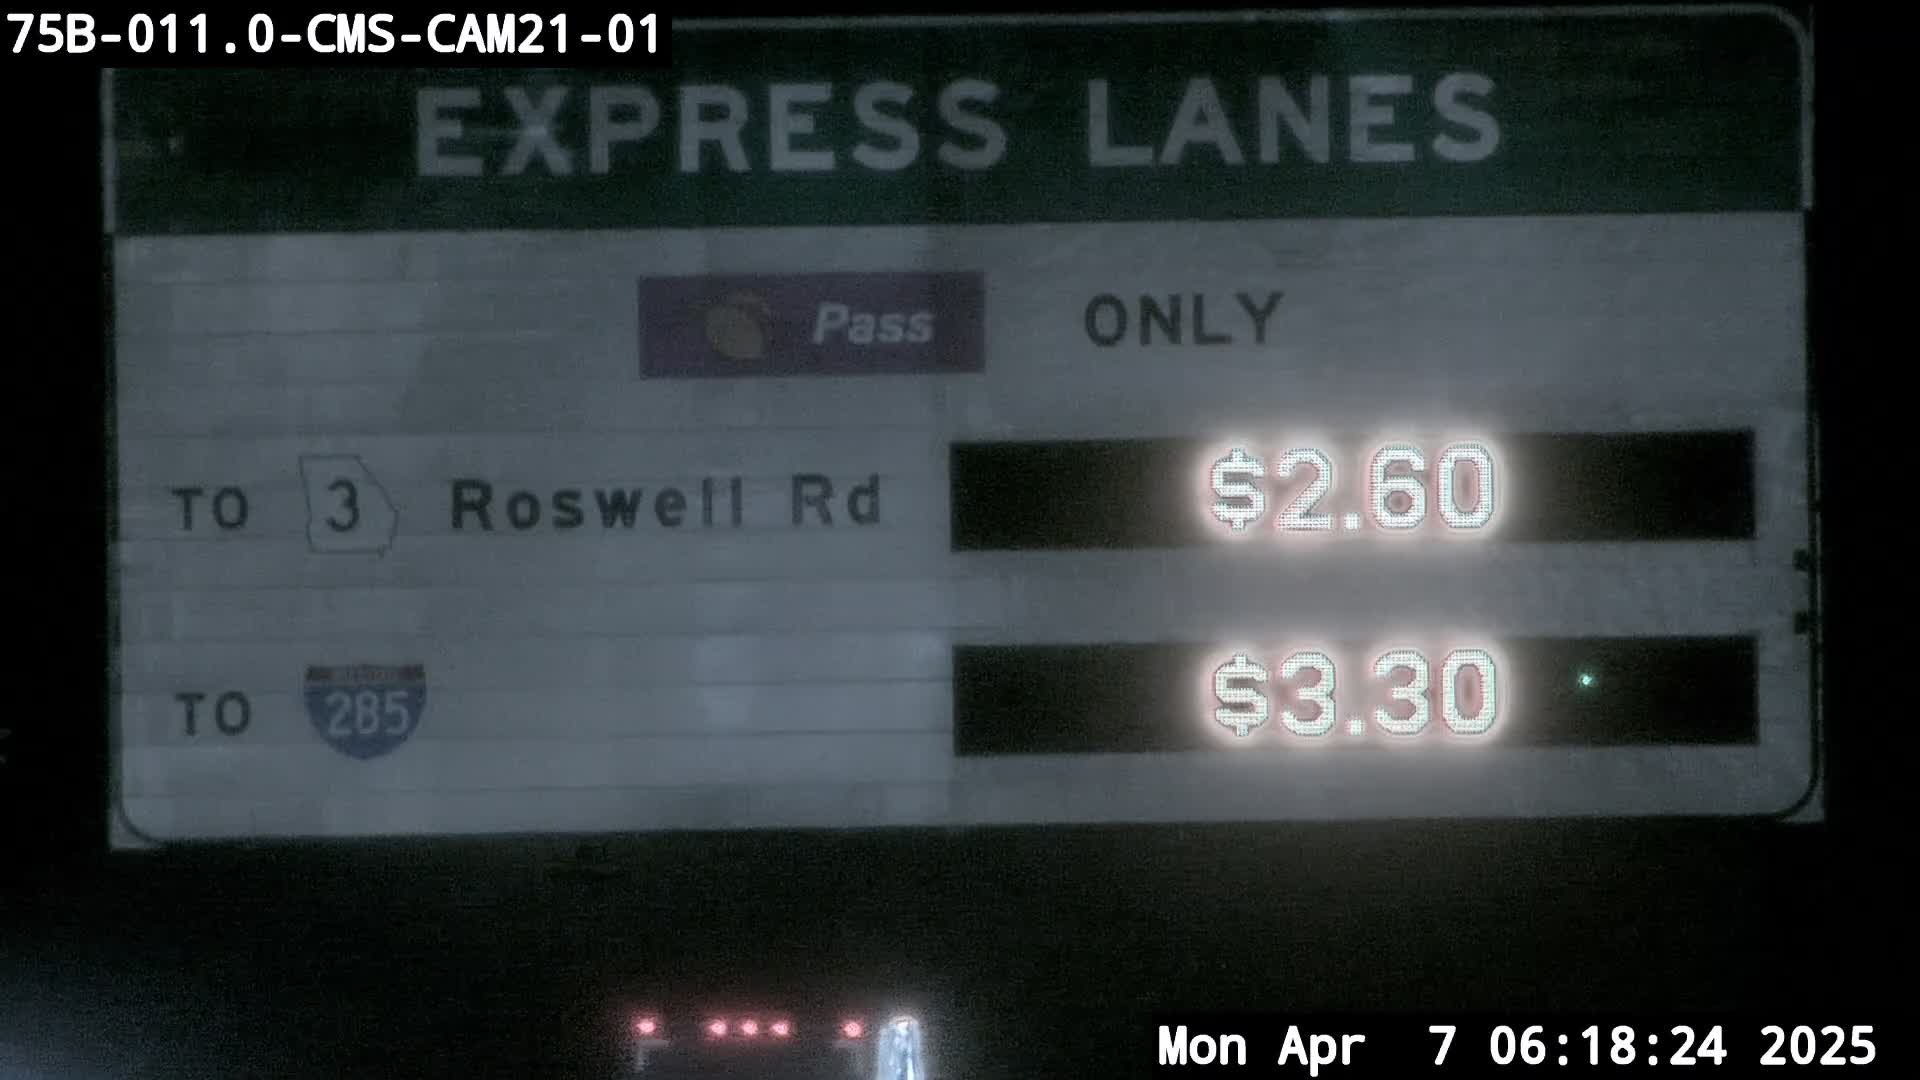 75B-011.0-CMS-CAM21-01
EXPRESS LANES
Pass ONLY
TO 3 Roswell Rd $2.60
TO 285 $3.30
Mon Apr 7 06:18:24 2025